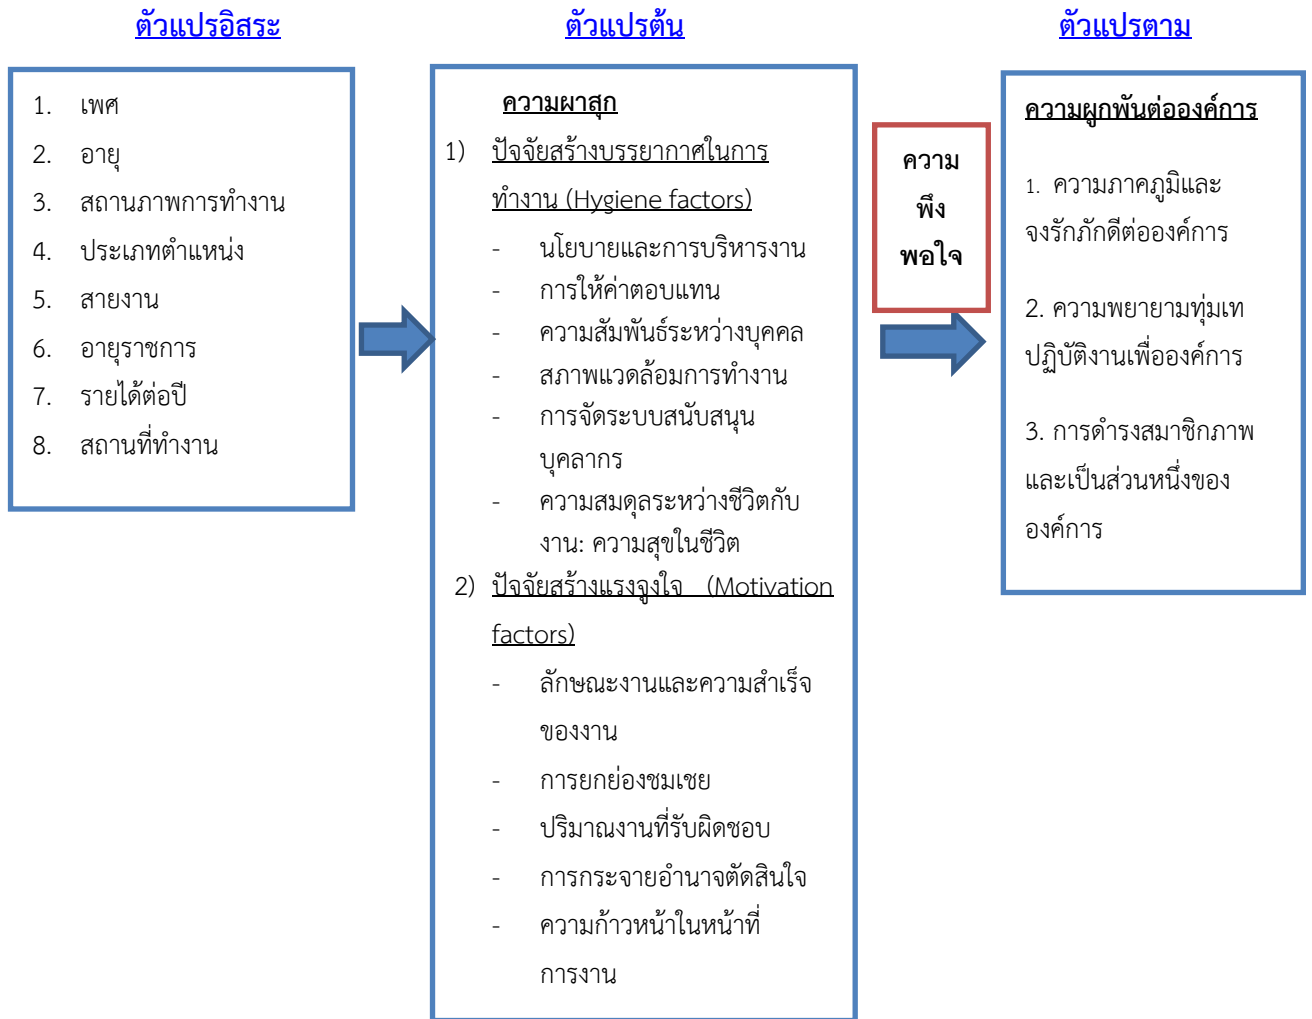 ตัวแปรอิสระ
ตัวแปรต้น
ตัวแปรตาม
1. เพศ
2. อายุ
3. สถานภาพการทำงาน
4. ประเภทตำแหน่ง
5. สายงาน
6. อายุราชการ
7. รายได้ต่อปี
8. สถานที่ทำงาน
ความผาสุก
1) ปัจจัยสร้างบรรยากาศในการ
ทำงาน (Hygiene factors)
- นโยบายและการบริหารงาน
- การให้ค่าตอบแทน
- ความสัมพันธ์ระหว่างบุคคล
- สภาพแวดล้อมการทำงาน
- การจัดระบบสนับสนุน
บุคลากร
- ความสมดุลระหว่างชีวิตกับ
งาน: ความสุขในชีวิต
2) ปัจจัยสร้างแรงจูงใจ (Motivation
factors)
- ลักษณะงานและความสำเร็จ
ของงาน
- การยกย่องชมเชย
- ปริมาณงานที่รับผิดชอบ
- การกระจายอำนาจตัดสินใจ
- ความก้าวหน้าในหน้าที่
การงาน
ความ
พึง
พอใจ
ความผูกพันต่อองค์การ
1. ความภาคภูมิและ
จงรักภักดีต่อองค์การ
2. ความพยายามทุ่มเท
ปฏิบัติงานเพื่อองค์การ
3. การดำรงสมาชิกภาพ
และเป็นส่วนหนึ่งของ
องค์การ